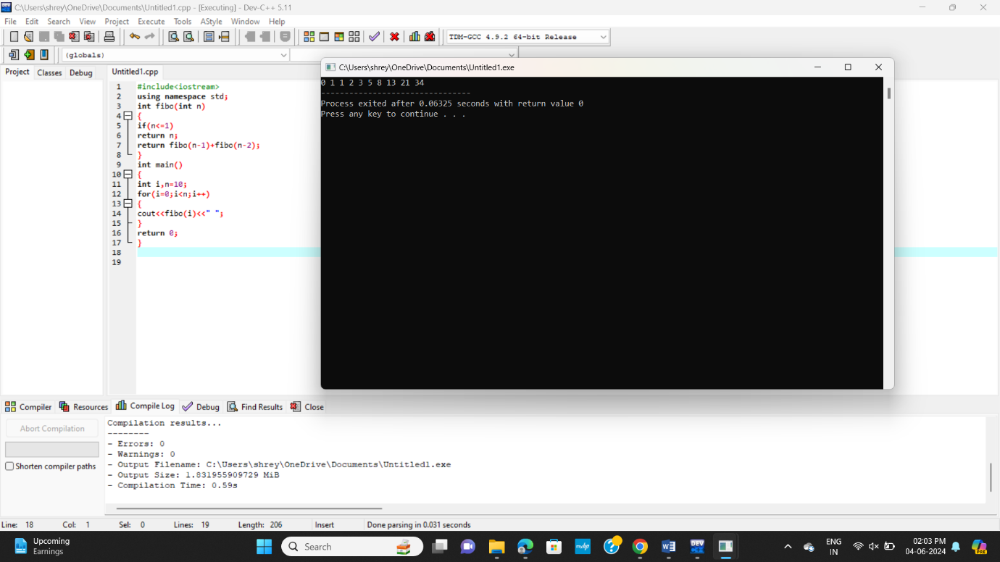 C:\Users\shrey\OneDrive\Documents\Untitled1.cpp - [Executing] - Dev-C++ 5.11
File Edit Search View Project Execute Tools AStyle Window Help
TDM-GCC 4.9.2 64-bit Release
(globals)
Project Classes Debug
Untitled1.cpp
1 #include<iostream>
2 using namespace std;
3 int fibo(int n)
4 {
5 if(n<=1)
6 return n;
7 return fibo(n-1)+fibo(n-2);
8 }
9 int main()
10 {
11 int i,n=10;
12 for(i=0;i<n;i++)
13 {
14 cout<<fibo(i)<<" ";
15 }
16 return 0;
17 }
18
19
C:\Users\shrey\OneDrive\Documents\Untitled1.exe
0 1 1 2 3 5 8 13 21 34
--------------------------------
Process exited after 0.06325 seconds with return value 0
Press any key to continue . . .
Compiler Resources Compile Log Debug Find Results Close
Abort Compilation
Shorten compiler paths
Compilation results...
--------
- Errors: 0
- Warnings: 0
- Output Filename: C:\Users\shrey\OneDrive\Documents\Untitled1.exe
- Output Size: 1.831955909729 MiB
- Compilation Time: 0.59s
Line: 18 Col: 1 Sel: 0 Lines: 19 Length: 206 Insert Done parsing in 0.031 seconds
Upcoming
Earnings
Search
mvhp
DEV
ENG
IN
02:03 PM
04-06-2024
PRE